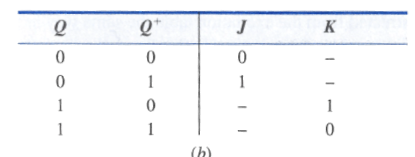 Q Q⁺ J K
0 0 0 –
0 1 1 –
1 0 – 1
1 1 – 0
(b)